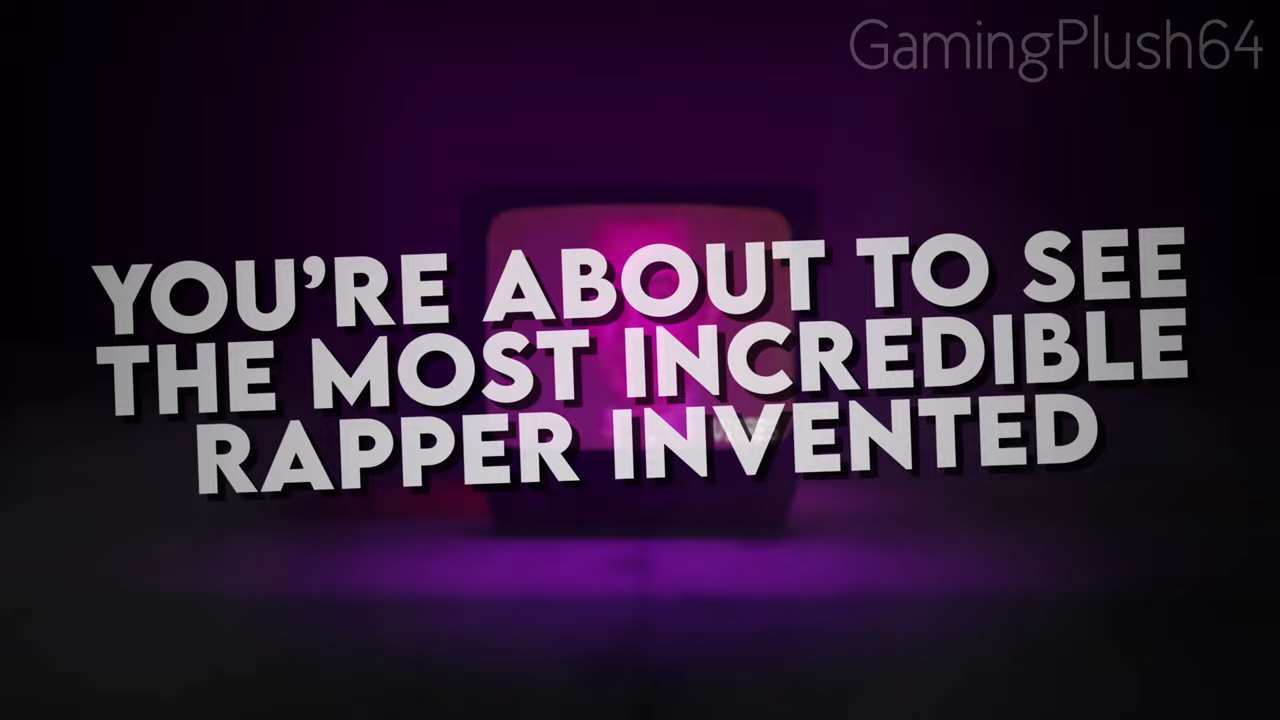 GamingPlush64
YOU'RE ABOUT TO SEE
THE MOST INCREDIBLE
RAPPER INVENTED